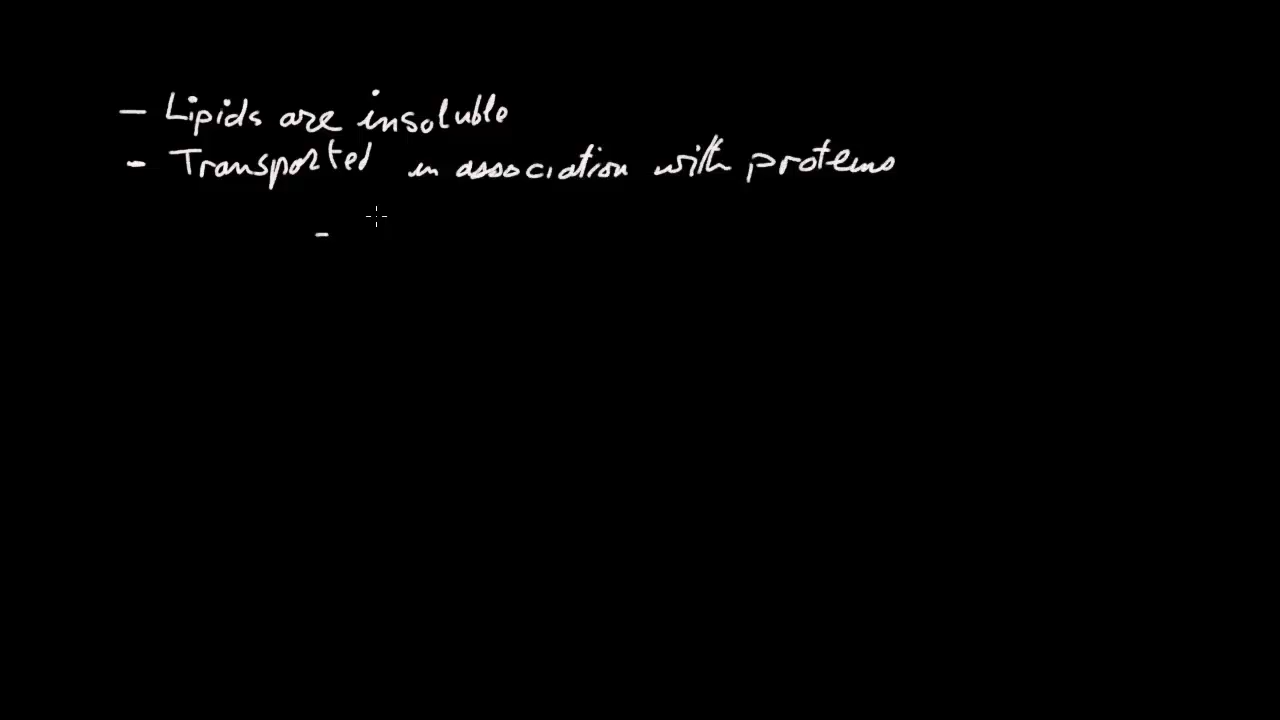 - Lipids are insoluble
- Transported in association with proteins
-